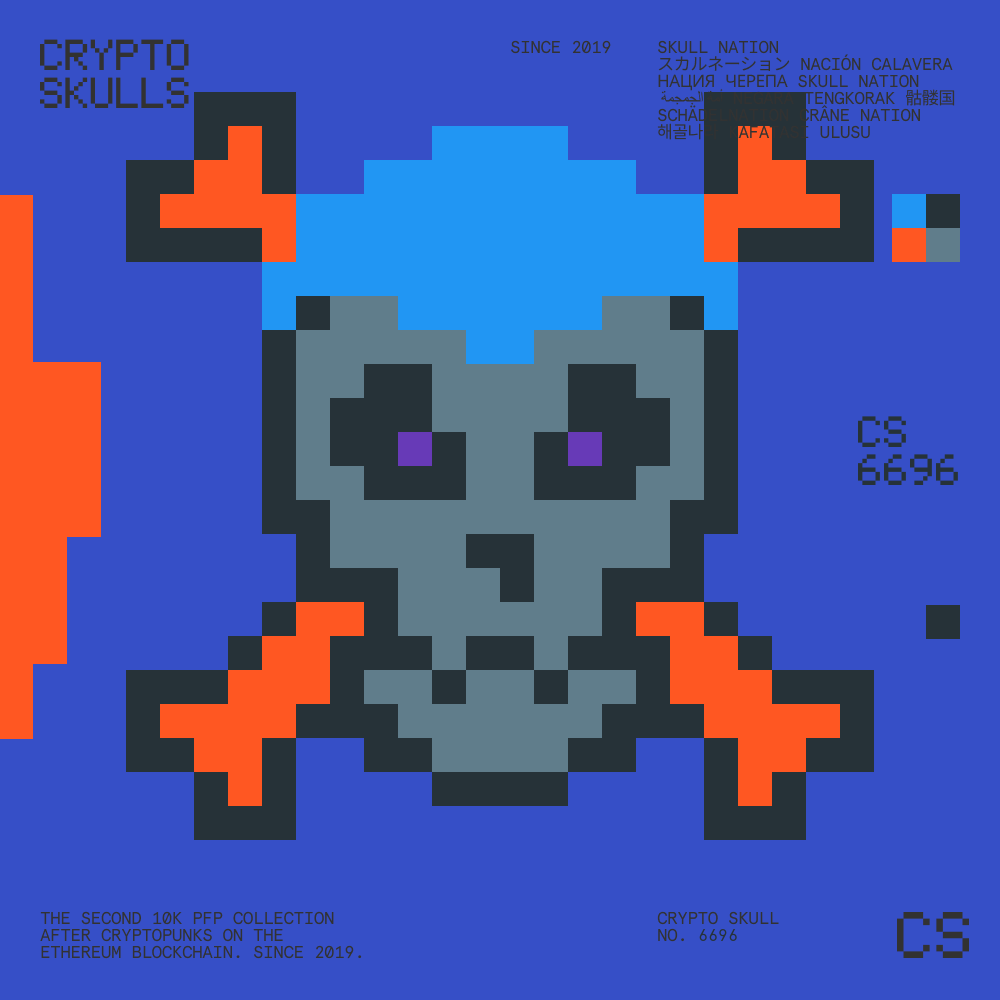 CRYPTO
SKULLS
SINCE 2019
SKULL NATION
スカルネーション NACIÓN CALAVERA
НАЦИЯ ЧЕРЕПА SKULL NATION
TENGKORAK 骷髅国
CRÂNE NATION
ULUSU
CS
6696
THE SECOND 10K PFP COLLECTION
AFTER CRYPTOPUNKS ON THE
ETHEREUM BLOCKCHAIN. SINCE 2019.
CRYPTO SKULL
NO. 6696
CS